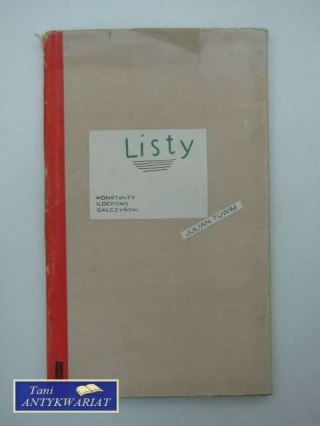 Listy
KONSTANTY
ILDEFONS
GAŁCZYŃSKI
JULIAN TUWIM
Tani
ANTYKWARIAT